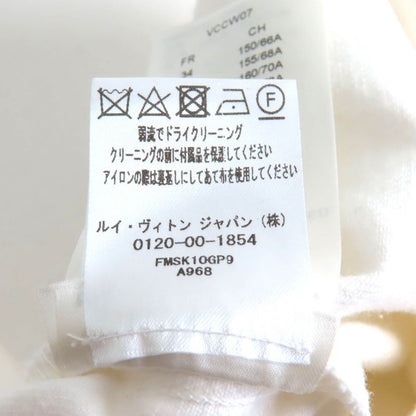 VCCW07
CH
FR
150/66A
34
155/68A
160/70A
F
弱流でドライクリーニング
クリーニングの前に付属品を保護してください
アイロンの際は裏返しにしてあて布を使用してください
ルイ・ヴィトン ジャパン (株)
0120-00-1854
FMSK10GP9
A968